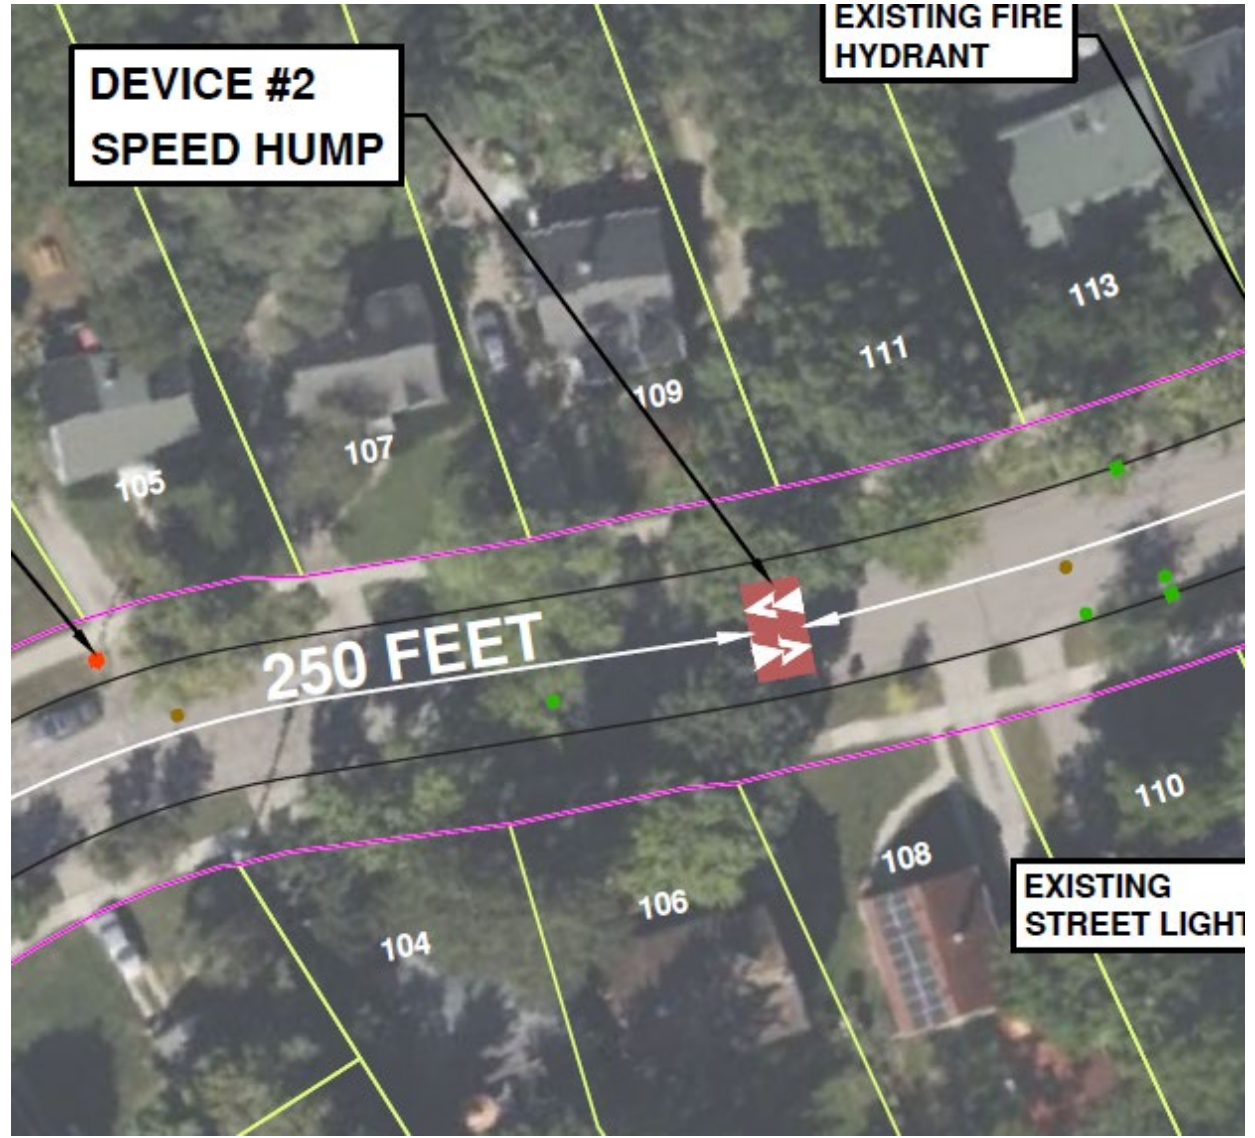 EXISTING FIRE
HYDRANT
DEVICE #2
SPEED HUMP
113
111
109
107
105
250 FEET
110
108
106
104
EXISTING
STREET LIGHT